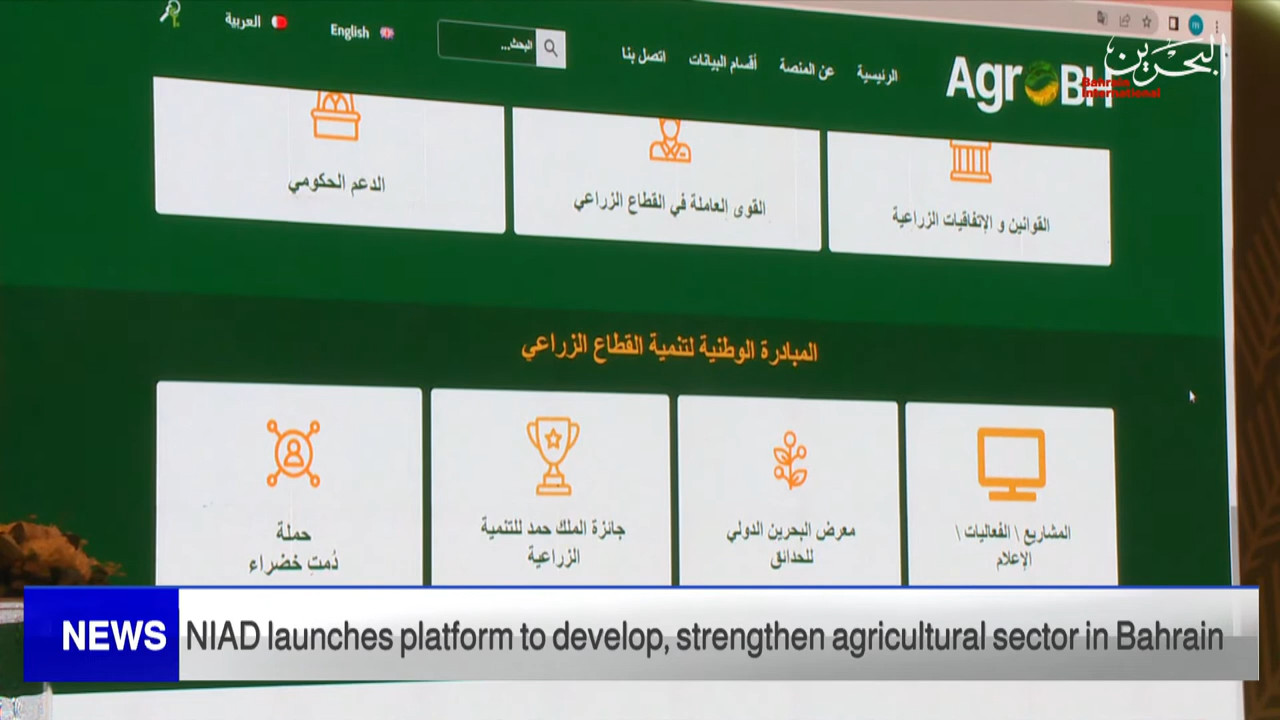 العربية
English
البحث...
اتصل بنا
أقسام البيانات
عن المنصة
الرئيسية
AgroBH
البحرين
Bahrain
International
الدعم الحكومي
القوى العاملة في القطاع الزراعي
القوانين و الإتفاقيات الزراعية
المبادرة الوطنية لتنمية القطاع الزراعي
حملة
دُمتِ خضراء
جائزة الملك حمد للتنمية
الزراعية
معرض البحرين الدولي
للحدائق
المشاريع \ الفعاليات \
الإعلام
NEWS
NIAD launches platform to develop, strengthen agricultural sector in Bahrain